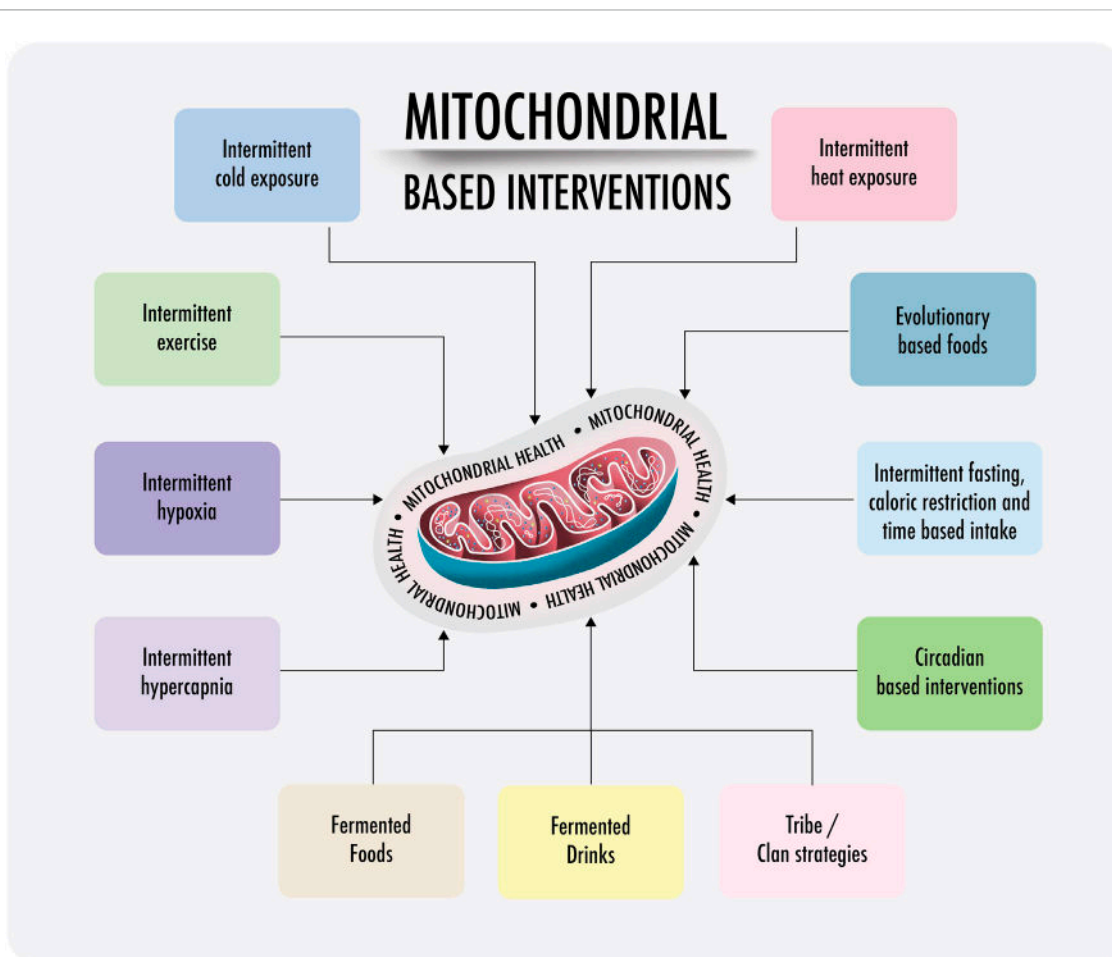 MITOCHONDRIAL
BASED INTERVENTIONS
Intermittent
cold exposure
Intermittent
heat exposure
Intermittent
exercise
Evolutionary
based foods
Intermittent
hypoxia
Intermittent fasting,
caloric restriction and
time based intake
Intermittent
hypercapnia
Circadian
based interventions
MITOCHONDRIAL HEALTH • MITOCHONDRIAL HEALTH • MITOCHONDRIAL HEALTH • MITOCHONDRIAL HEALTH •
Fermented
Foods
Fermented
Drinks
Tribe /
Clan strategies